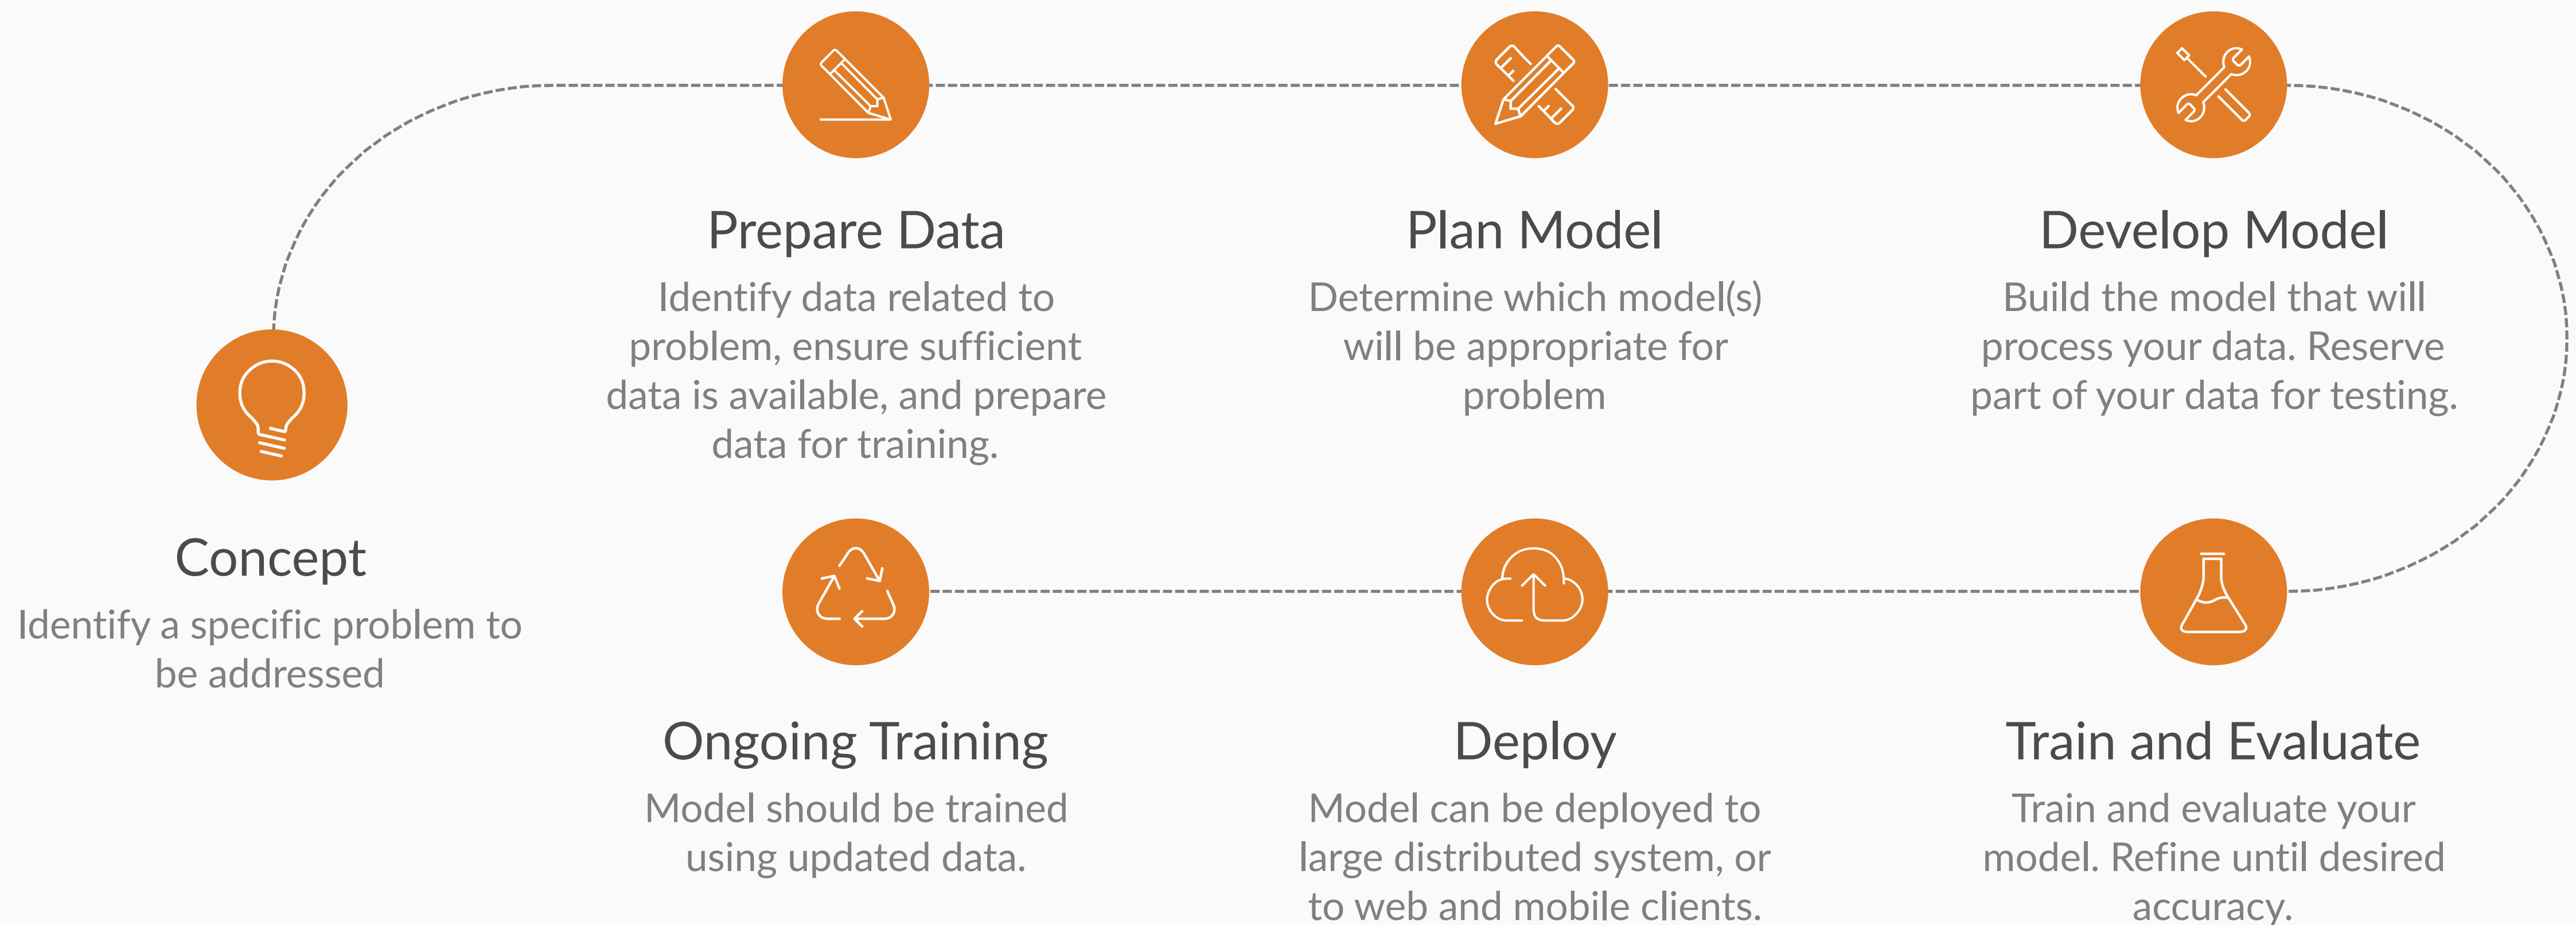 Concept
Identify a specific problem to
be addressed
Prepare Data
Identify data related to
problem, ensure sufficient
data is available, and prepare
data for training.
Plan Model
Determine which model(s)
will be appropriate for
problem
Develop Model
Build the model that will
process your data. Reserve
part of your data for testing.
Train and Evaluate
Train and evaluate your
model. Refine until desired
accuracy.
Deploy
Model can be deployed to
large distributed system, or
to web and mobile clients.
Ongoing Training
Model should be trained
using updated data.